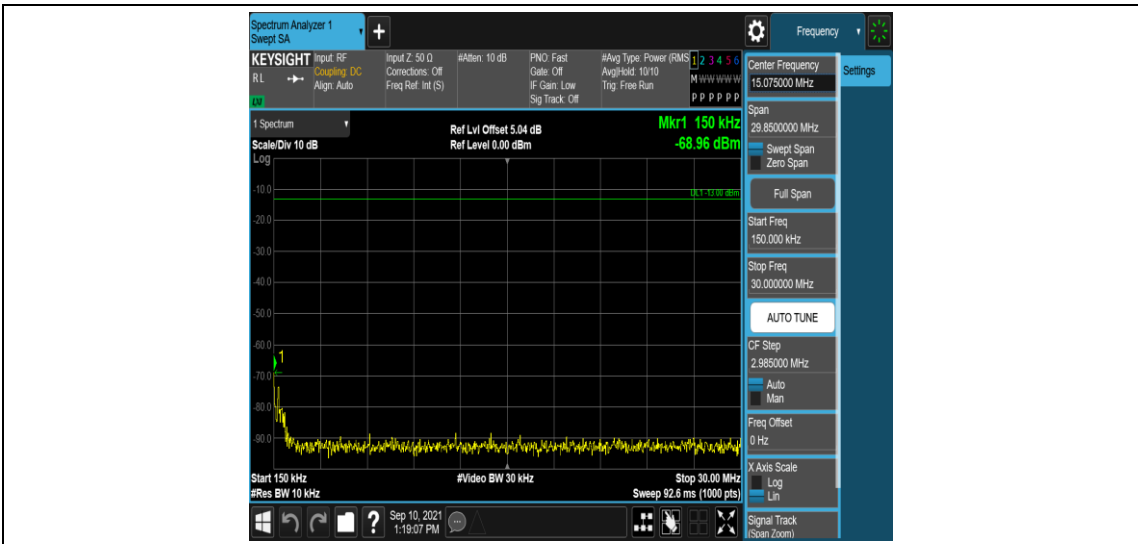 Spectrum Analyzer 1
Swept SA
+
Frequency
KEYSIGHT
RL
Input: RF
Coupling: DC
Align: Auto
Input Z: 50 Ω
Corrections: Off
Freq Ref: Int (S)
#Atten: 10 dB
PNO: Fast
Gate: Off
IF Gain: Low
Sig Track: Off
#Avg Type: Power (RMS
Avg|Hold: 10/10
Trig: Free Run
1 2 3 4 5 6
M W W W W W
P P P P P P
1 Spectrum
Scale/Div 10 dB
Log
Ref Lvl Offset 5.04 dB
Ref Level 0.00 dBm
Mkr1 150 kHz
-68.96 dBm
DL1 -13.00 dBm
-10.0
-20.0
-30.0
-40.0
-50.0
-60.0
1
-70.0
-80.0
-90.0
Start 150 kHz
#Res BW 10 kHz
#Video BW 30 kHz
Stop 30.00 MHz
Sweep 92.6 ms (1000 pts)
?
Sep 10, 2021
1:19:07 PM
Center Frequency
15.075000 MHz
Settings
Span
29.8500000 MHz
Swept Span
Zero Span
Full Span
Start Freq
150.000 kHz
Stop Freq
30.000000 MHz
AUTO TUNE
CF Step
2.985000 MHz
Auto
Man
Freq Offset
0 Hz
X Axis Scale
Log
Lin
Signal Track
(Span Zoom)